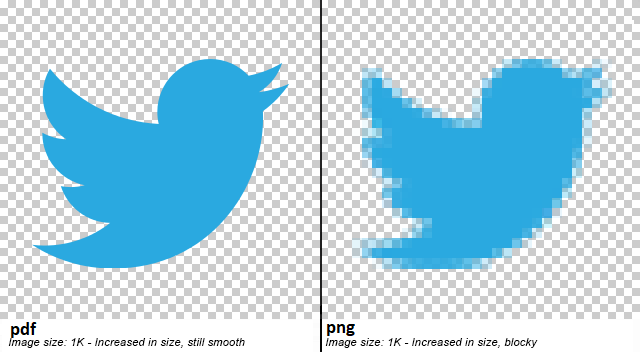 pdf
Image size: 1K - Increased in size, still smooth
png
Image size: 1K - Increased in size, blocky